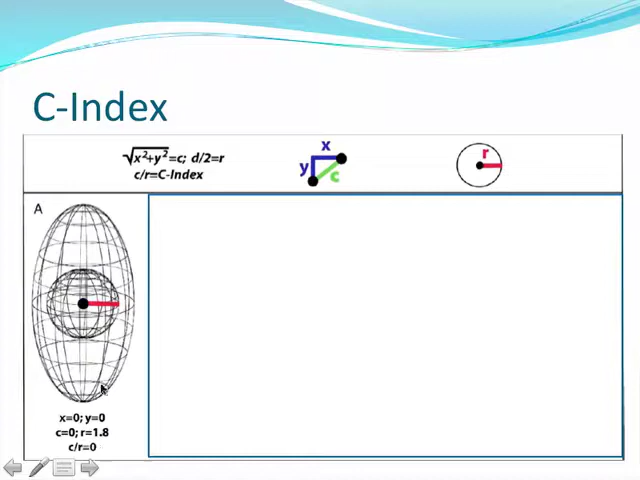 C-Index
√x²+y²=c; d/2=r
c/r=C-Index
x
y
c
r
A
x=0; y=0
c=0; r=1.8
c/r=0